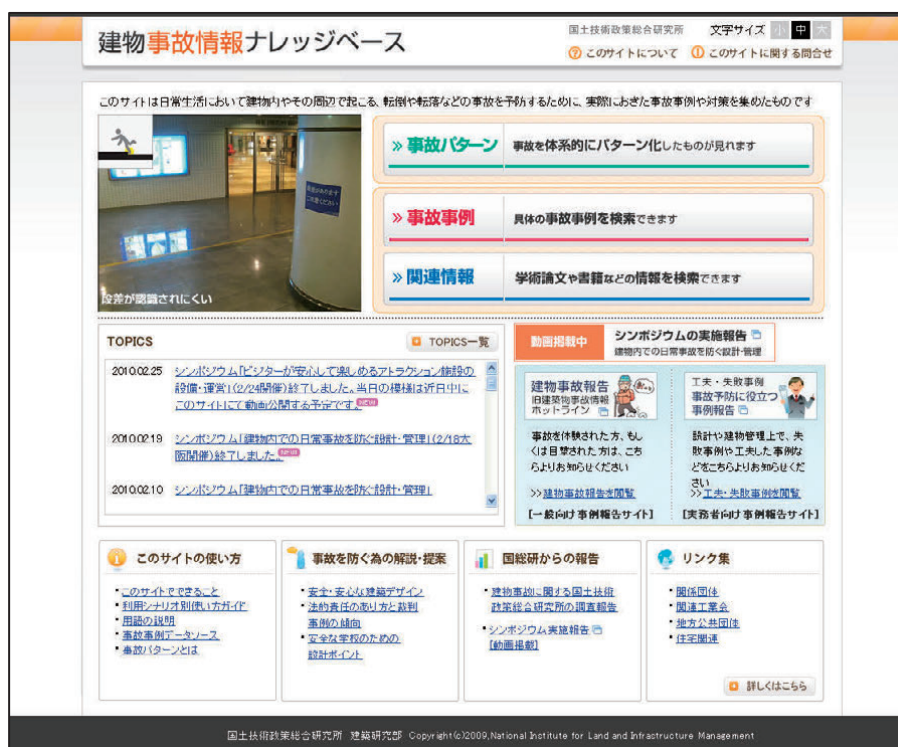 建物事故情報ナレッジベース
国土技術政策総合研究所 文字サイズ 小 中 大
このサイトについて このサイトに関する問合せ
このサイトは日常生活において建物内やその周辺で起こる、転倒や転落などの事故を予防するために、実際におきた事故事例や対策を集めたものです
段差が認識されにくい
» 事故パターン 事故を体系的にパターン化したものが見れます
» 事故事例 具体の事故事例を検索できます
» 関連情報 学術論文や書籍などの情報を検索できます
TOPICS TOPICS一覧
2010.02.25 シンポジウム「ビジターが安心して楽しめるアトラクション施設の
設備・運営」(2/24開催)終了しました。当日の模様は近日中に
このサイトにて動画公開する予定です。NEW
2010.02.19 シンポジウム「建物内での日常事故を防ぐ設計・管理」(2/18大
阪開催)終了しました。NEW
2010.02.10 シンポジウム「建物内での日常事故を防ぐ設計・管理」
動画掲載中 シンポジウムの実施報告
建物内での日常事故を防ぐ設計・管理
建物事故報告
旧建築物事故情報
ホットライン
事故を体験された方、もし
くは目撃された方は、こち
らよりお知らせください
>>建物事故報告を閲覧
[一般向け事例報告サイト]
工夫・失敗事例
事故予防に役立つ
事例報告
設計や建物管理上で、失
敗事例や工夫した事例な
どをこちらよりお知らせくだ
さい
>>工夫・失敗事例を閲覧
[実務者向け事例報告サイト]
このサイトの使い方
・このサイトでできること
・利用シナリオ別使い方ガイド
・用語の説明
・事故事例データソース
・事故パターンとは
事故を防ぐ為の解説・提案
・安全・安心な建築デザイン
・法的責任のあり方と裁判
事例の傾向
・安全な学校のための
設計ポイント
国総研からの報告
・建物事故に関する国土技術
政策総合研究所の調査報告
・シンポジウム実施報告
[動画掲載]
リンク集
・関係団体
・関連工業会
・地方公共団体
・住宅関連
詳しくはこちら
国土技術政策総合研究所 建築研究部 Copyright(c)2009,National Institute for Land and Infrastructure Management